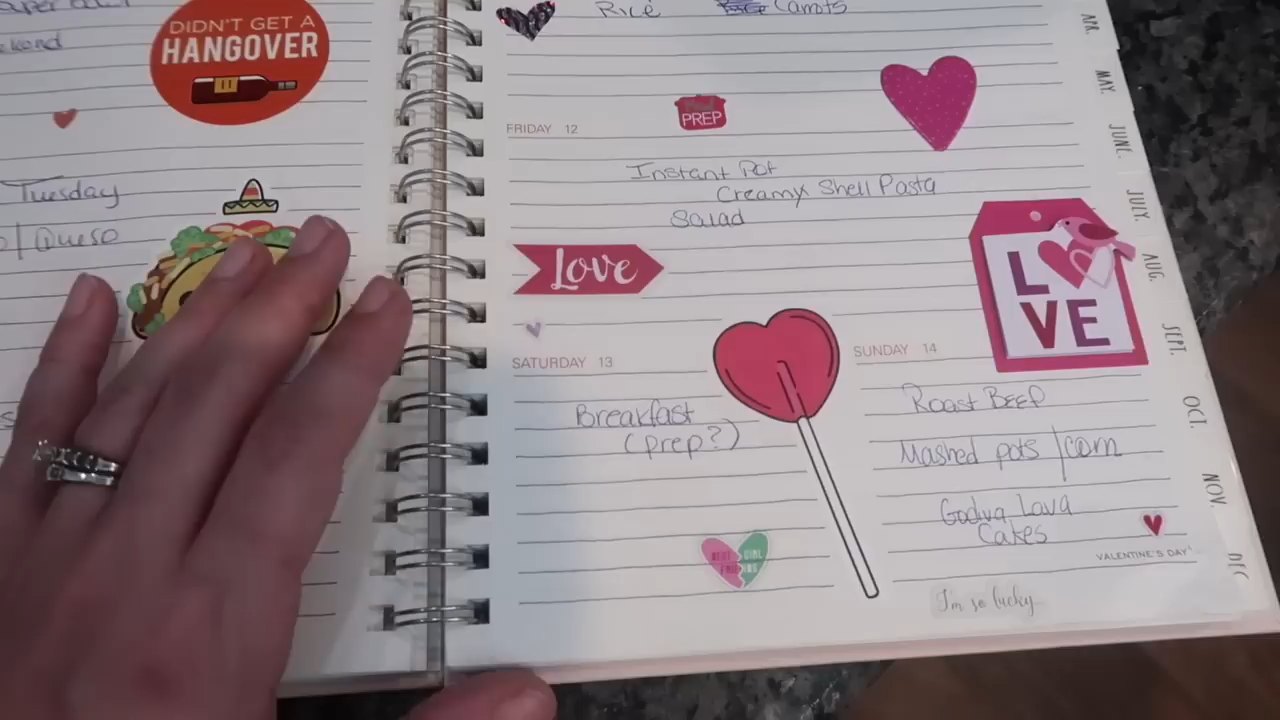 DIDN'T GET A
HANGOVER
Tuesday
Queso
Rice Carrots
PREP
FRIDAY 12
Instant Pot
Creamy Shell Pasta
Salad
Love
LOVE
SATURDAY 13
Breakfast
(prep?)
SUNDAY 14
Roast BEEF
Mashed pots | corn
Godiva Lava
Cakes
VALENTINE'S DAY
I'm so lucky...
APR.
MAY.
JUNE.
JULY.
AUG.
SEPT.
OCT.
NOV.
DEC